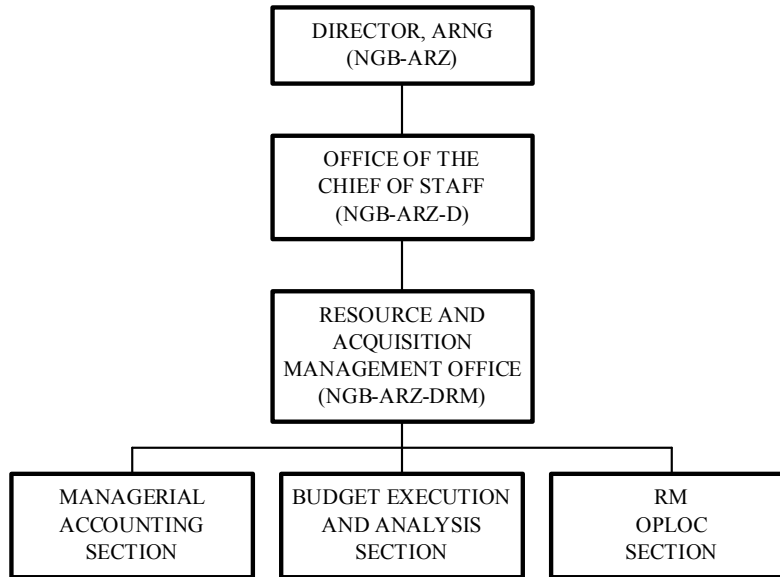 DIRECTOR, ARNG
(NGB-ARZ)
OFFICE OF THE
CHIEF OF STAFF
(NGB-ARZ-D)
RESOURCE AND
ACQUISITION
MANAGEMENT OFFICE
(NGB-ARZ-DRM)
MANAGERIAL
ACCOUNTING
SECTION
BUDGET EXECUTION
AND ANALYSIS
SECTION
RM
OPLOC
SECTION